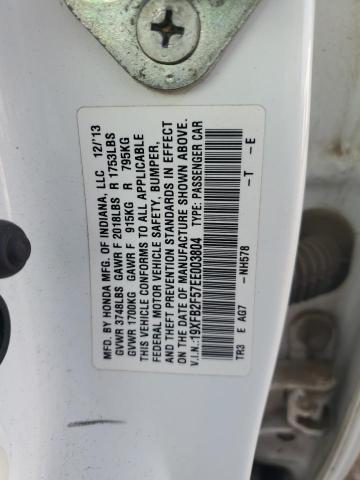 MFD. BY HONDA MFG. OF INDIANA, LLC 12/'13
GVWR 3748LBS GAWR F 2018LBS R 1753LBS
GVWR 1700KG GAWR F 915KG R 795KG
THIS VEHICLE CONFORMS TO ALL APPLICABLE
FEDERAL MOTOR VEHICLE SAFETY, BUMPER,
AND THEFT PREVENTION STANDARDS IN EFFECT
ON THE DATE OF MANUFACTURE SHOWN ABOVE.
V.I.N.:19XFB2F57EE003804 TYPE: PASSENGER CAR
TR3 E AG7 -NH578 -T -E